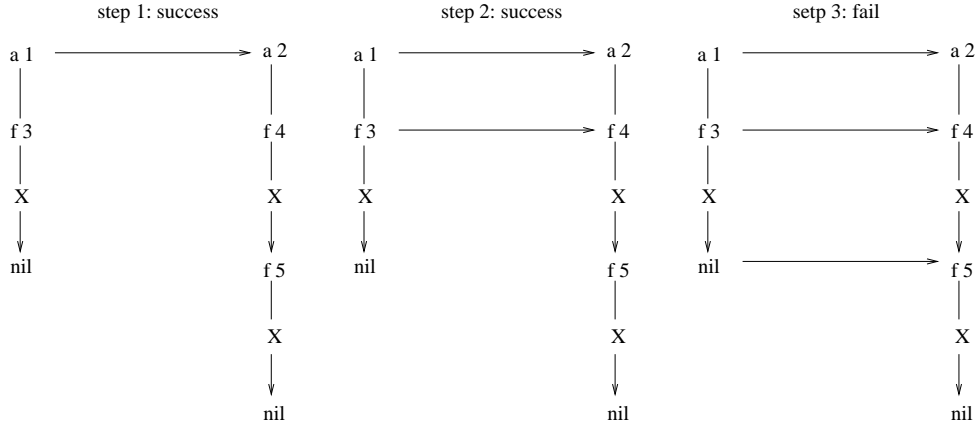 step 1: success step 2: success setp 3: fail
a 1 a 2 a 1 a 2 a 1 a 2
f 3 f 4 f 3 f 4 f 3 f 4
X X X X X X
nil f 5 nil f 5 nil f 5
X X X
nil nil nil